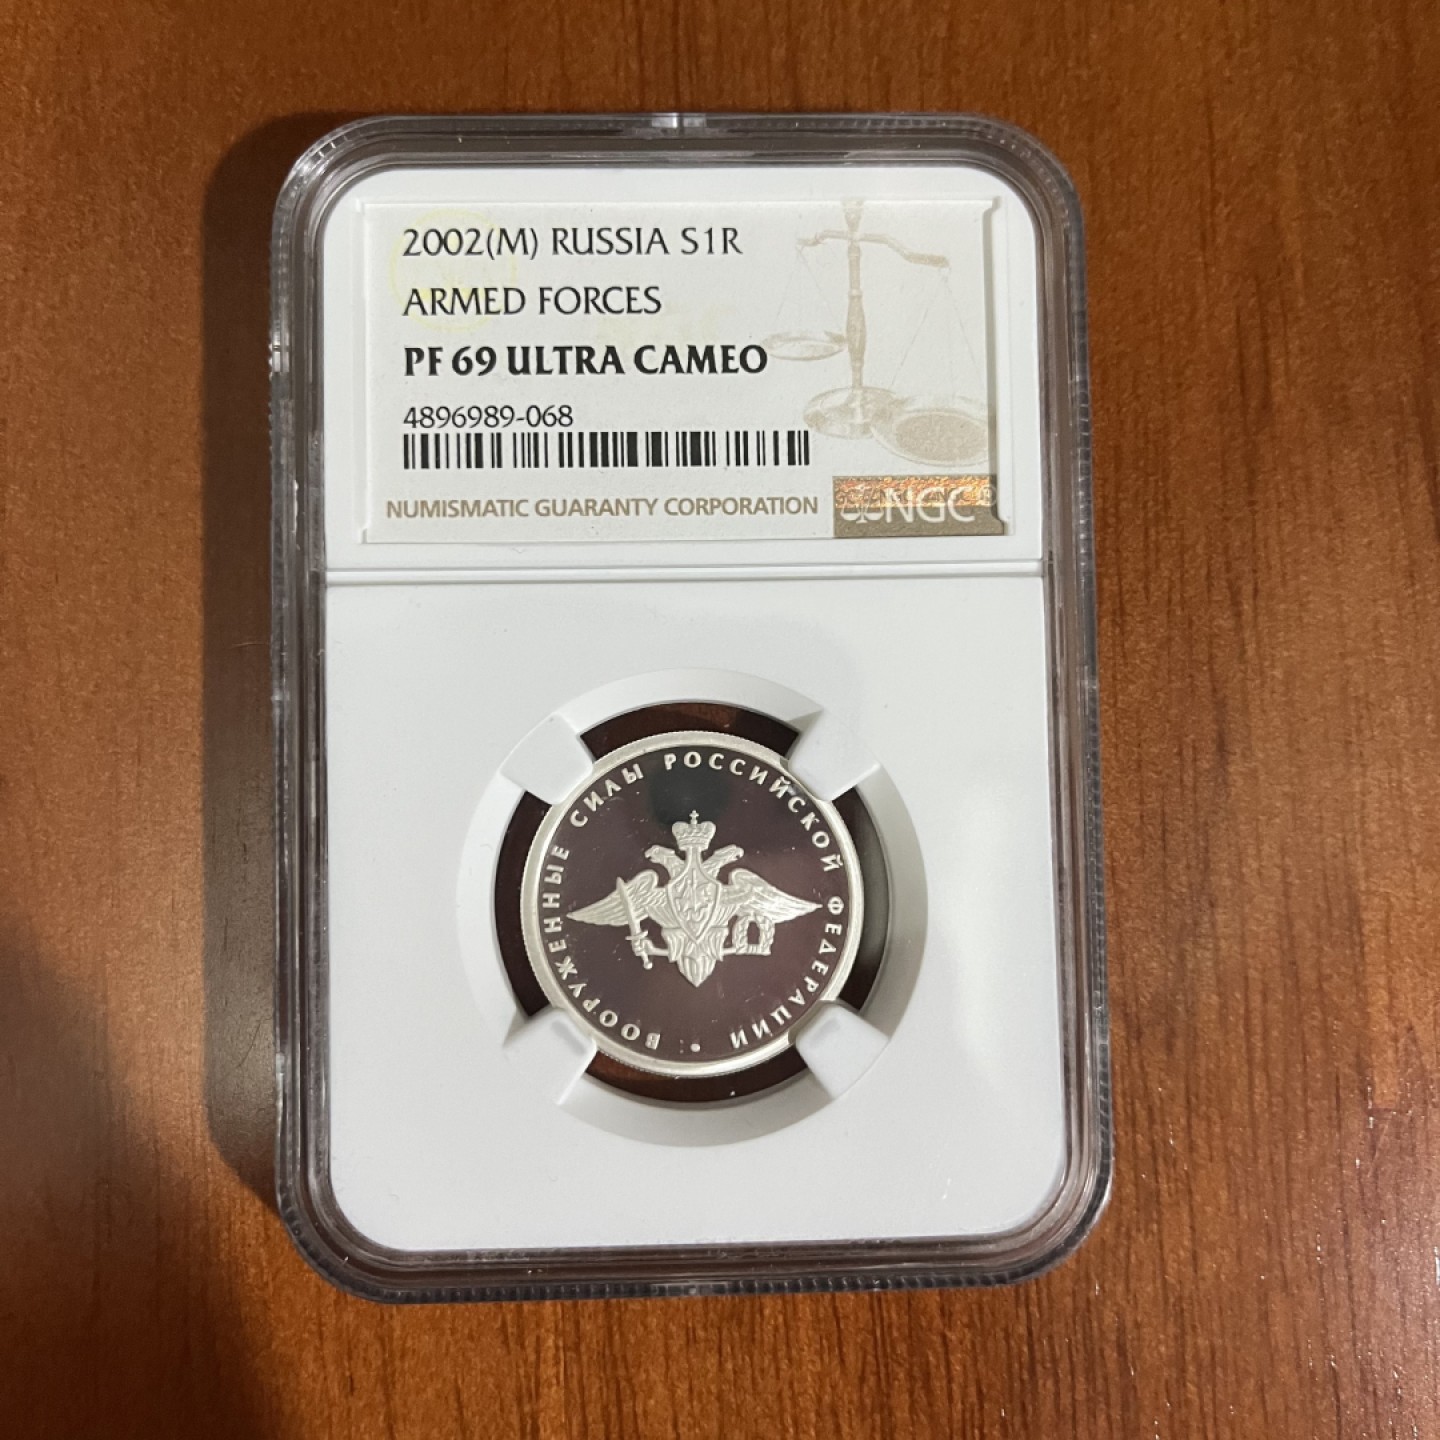 2002(M) RUSSIA S1R
ARMED FORCES
PF 69 ULTRA CAMEO
4896989-068
NUMISMATIC GUARANTY CORPORATION
NGC®
ВООРУЖЕННЫЕ СИЛЫ РОССИЙСКОЙ ФЕДЕРАЦИИ •